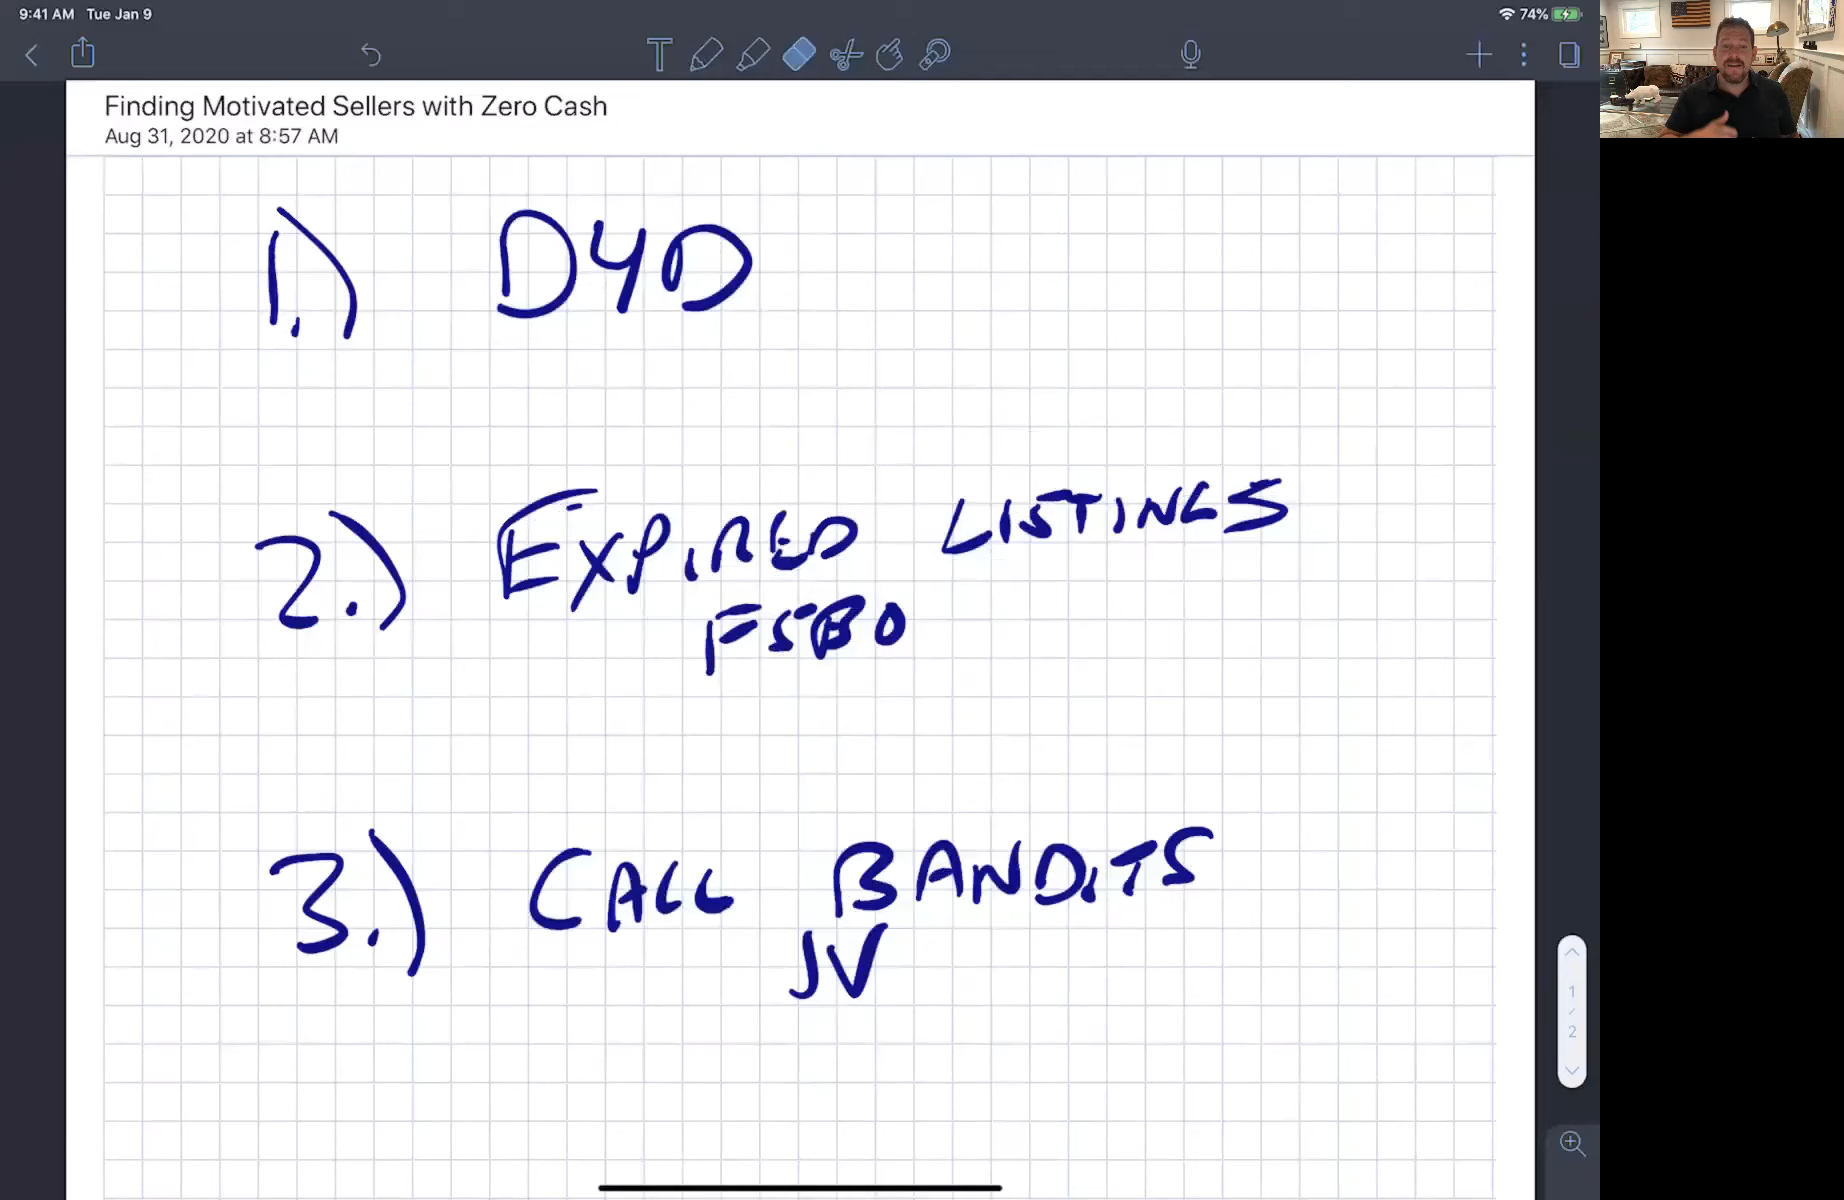 9:41 AM Tue Jan 9
74%
Finding Motivated Sellers with Zero Cash
Aug 31, 2020 at 8:57 AM
1.) D4D
2.) EXPIRED LISTINGS
FSBO
3.) CALL BANDITS
JV
1
/
2